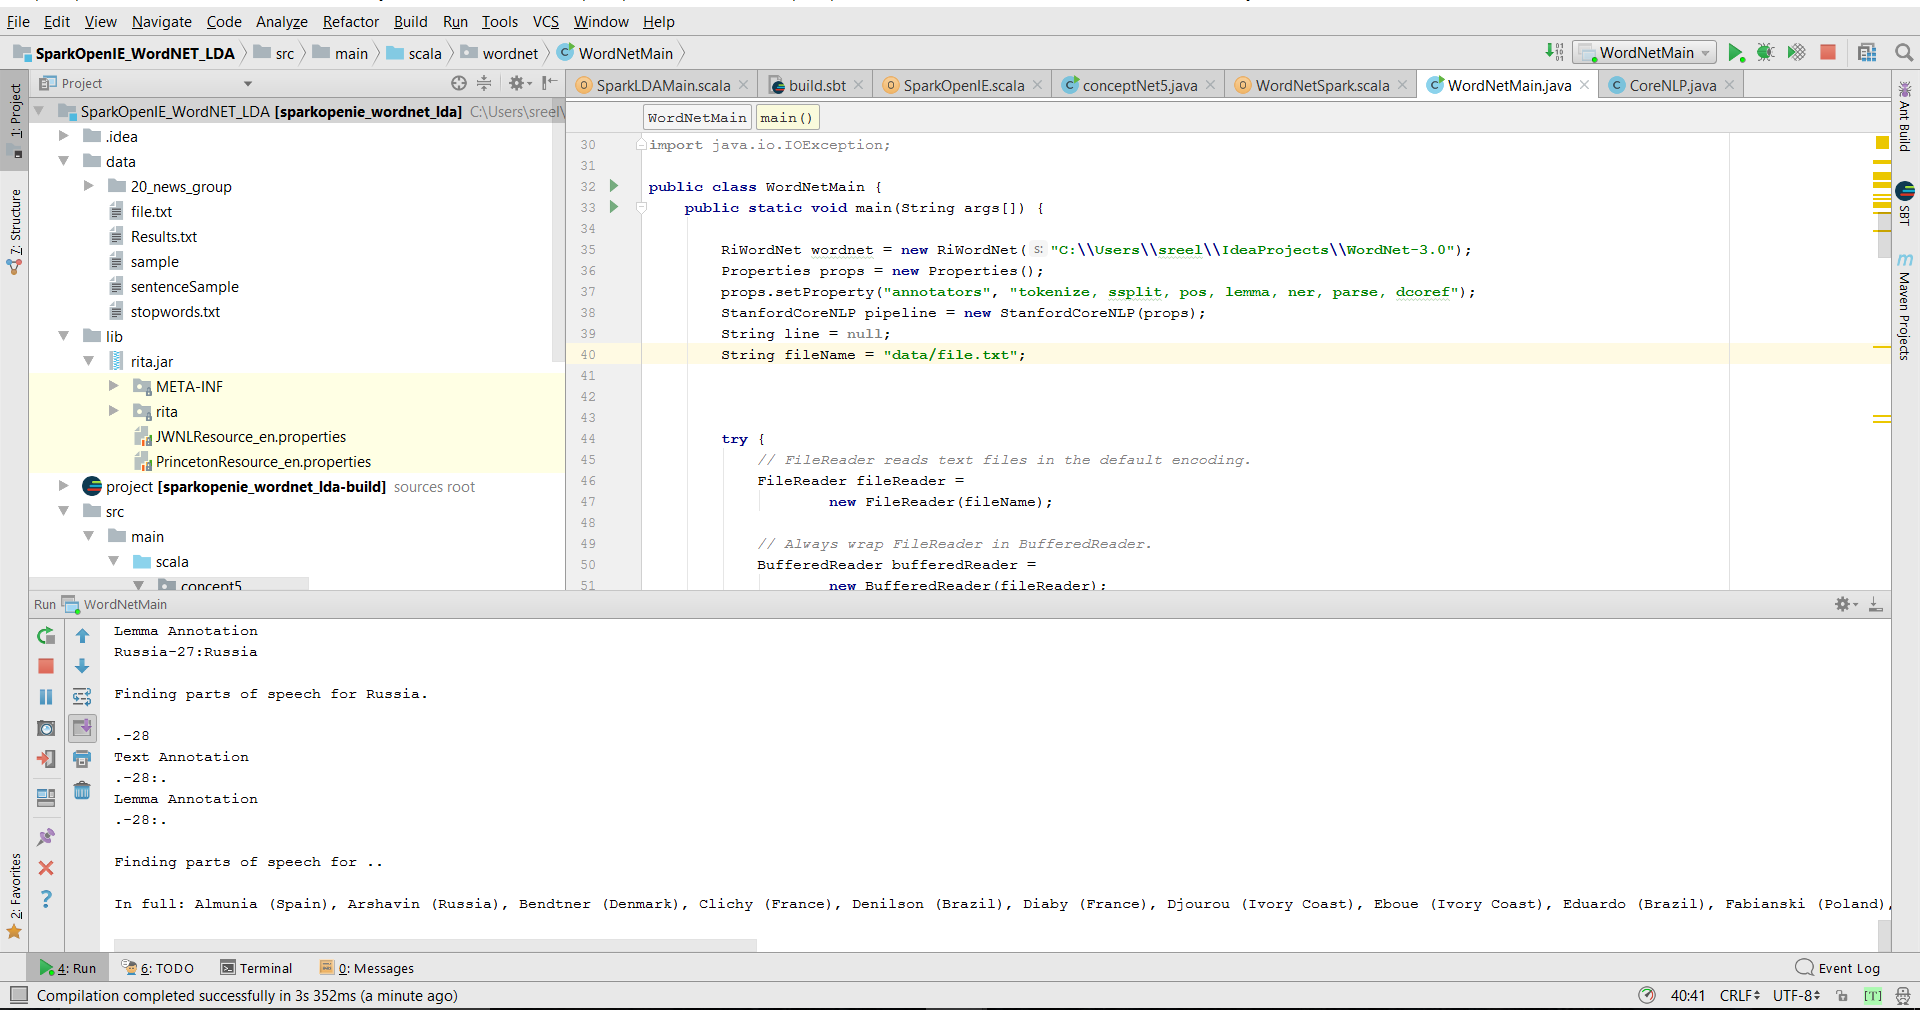 File Edit View Navigate Code Analyze Refactor Build Run Tools VCS Window Help
SparkOpenIE_WordNET_LDA src main scala wordnet WordNetMain
WordNetMain
Project
SparkLDAMain.scala build.sbt SparkOpenIE.scala conceptNet5.java WordNetSpark.scala WordNetMain.java CoreNLP.java
1: Project
Z: Structure
2: Favorites
SparkOpenIE_WordNET_LDA [sparkopenie_wordnet_lda] C:\Users\sreel\
.idea
data
20_news_group
file.txt
Results.txt
sample
sentenceSample
stopwords.txt
lib
rita.jar
META-INF
rita
JWNLResource_en.properties
PrincetonResource_en.properties
project [sparkopenie_wordnet_lda-build] sources root
src
main
scala
concept5
WordNetMain main()
30 import java.io.IOException;
31
32 public class WordNetMain {
33 public static void main(String args[]) {
34
35 RiWordNet wordnet = new RiWordNet( s: "C:\\Users\\sreel\\IdeaProjects\\WordNet-3.0");
36 Properties props = new Properties();
37 props.setProperty("annotators", "tokenize, ssplit, pos, lemma, ner, parse, dcoref");
38 StanfordCoreNLP pipeline = new StanfordCoreNLP(props);
39 String line = null;
40 String fileName = "data/file.txt";
41
42
43
44 try {
45 // FileReader reads text files in the default encoding.
46 FileReader fileReader =
47 new FileReader(fileName);
48
49 // Always wrap FileReader in BufferedReader.
50 BufferedReader bufferedReader =
51 new BufferedReader(fileReader);
Ant Build
SBT
Maven Projects
Run WordNetMain
Lemma Annotation
Russia-27:Russia
Finding parts of speech for Russia.
.-28
Text Annotation
.-28:.
Lemma Annotation
.-28:.
Finding parts of speech for ..
In full: Almunia (Spain), Arshavin (Russia), Bendtner (Denmark), Clichy (France), Denilson (Brazil), Diaby (France), Djourou (Ivory Coast), Eboue (Ivory Coast), Eduardo (Brazil), Fabianski (Poland),
4: Run 6: TODO Terminal 0: Messages Event Log
Compilation completed successfully in 3s 352ms (a minute ago) 40:41 CRLF UTF-8 [T]